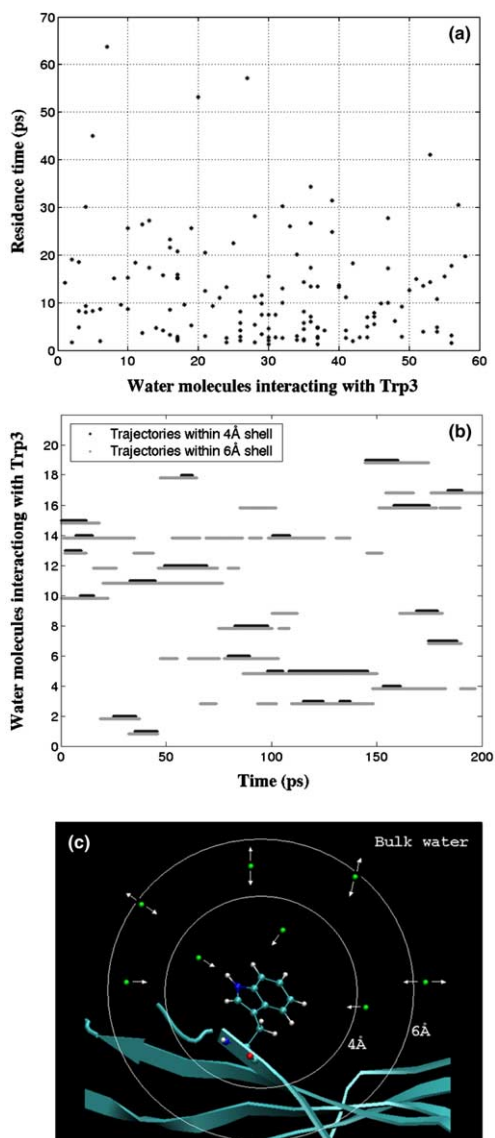 (a)
70
60
50
40
30
20
10
0
0 10 20 30 40 50 60
Residence time (ps)
Water molecules interacting with Trp3
(b)
Trajectories within 4Å shell
Trajectories within 6Å shell
20
18
16
14
12
10
8
6
4
2
0
0 50 100 150 200
Water molecules interactiong with Trp3
Time (ps)
(c)
Bulk water
4Å
6Å